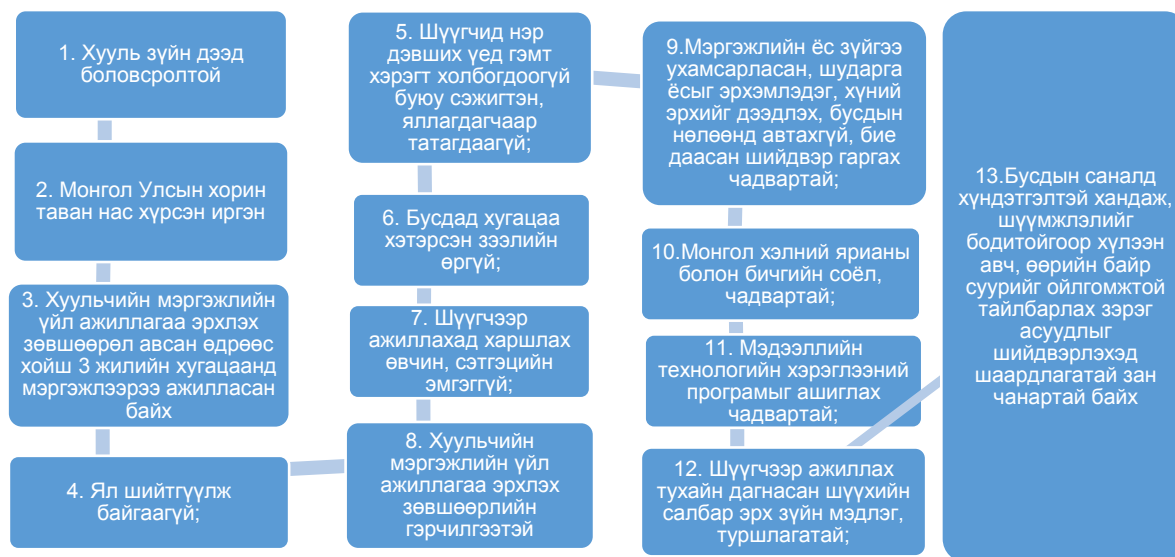 1. Хууль зүйн дээд
боловсролтой
2. Монгол Улсын хорин
таван нас хүрсэн иргэн
3. Хуульчийн мэргэжлийн
үйл ажиллагаа эрхлэх
зөвшөөрөл авсан өдрөөс
хойш 3 жилийн хугацаанд
мэргэжлээрээ ажилласан
байх
4. Ял шийтгүүлж
байгаагүй;
5. Шүүгчид нэр
дэвших үед гэмт
хэрэгт холбогдоогүй
буюу сэжигтэн,
яллагдагчаар
татагдаагүй;
6. Бусдад хугацаа
хэтэрсэн зээлийн
өргүй;
7. Шүүгчээр
ажиллахад харшлах
өвчин, сэтгэцийн
эмгэггүй;
8. Хуульчийн
мэргэжлийн үйл
ажиллагаа эрхлэх
зөвшөөрлийн
гэрчилгээтэй
9.Мэргэжлийн ёс зүйгээ
ухамсарласан, шударга
ёсыг эрхэмлэдэг, хүний
эрхийг дээдлэх, бусдын
нөлөөнд автахгүй, бие
даасан шийдвэр гаргах
чадвартай;
10.Монгол хэлний ярианы
болон бичгийн соёл,
чадвартай;
11. Мэдээллийн
технологийн хэрэглээний
програмыг ашиглах
чадвартай;
12. Шүүгчээр ажиллах
тухайн дагнасан шүүхийн
салбар эрх зүйн мэдлэг,
туршлагатай;
13.Бусдын саналд
хүндэтгэлтэй хандаж,
шүүмжлэлийг
бодитойгоор хүлээн
авч, өөрийн байр
суурийг ойлгомжтой
тайлбарлах зэрэг
асуудлыг
шийдвэрлэхэд
шаардлагатай зан
чанартай байх